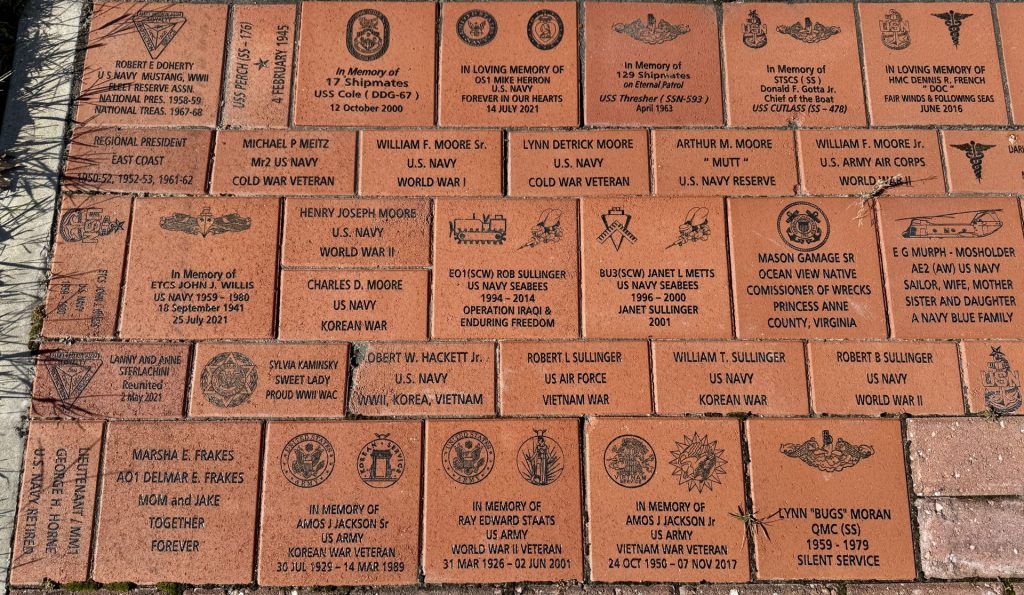 ROBERT E DOHERTY
U S NAVY MUSTANG, WWII
FLEET RESERVE ASSN.
NATIONAL PRES. 1958-59
NATIONAL TREAS. 1967-68
USS PERCH (SS - 176)
4 FEBRUARY 1945
In Memory of
17 Shipmates
USS Cole ( DDG-67 )
12 October 2000
IN LOVING MEMORY OF
OS1 MIKE HERRON
U.S. NAVY
FOREVER IN OUR HEARTS
14 JULY 2021
In Memory of
129 Shipmates
on Eternal Patrol
USS Thresher ( SSN-593 )
April 1963
In Memory of
STSCS ( SS )
Donald F. Gotta Jr.
Chief of the Boat
USS CUTLASS (SS - 478)
IN LOVING MEMORY OF
HMC DENNIS R. FRENCH
" DOC "
FAIR WINDS & FOLLOWING SEAS
JUNE 2016
REGIONAL PRESIDENT
EAST COAST
1950-52, 1952-53, 1961-62
MICHAEL P MEITZ
Mr2 US NAVY
COLD WAR VETERAN
WILLIAM F. MOORE Sr.
U.S. NAVY
WORLD WAR I
LYNN DETRICK MOORE
U.S. NAVY
COLD WAR VETERAN
ARTHUR M. MOORE
" MUTT "
U.S. NAVY RESERVE
WILLIAM F. MOORE Jr.
U.S. ARMY AIR CORPS
WORLD WAR II
USN
In Memory of
ETCS JOHN J. WILLIS
US NAVY 1959 - 1980
18 September 1941
25 July 2021
HENRY JOSEPH MOORE
U.S. NAVY
WORLD WAR II
CHARLES D. MOORE
US NAVY
KOREAN WAR
EO1(SCW) ROB SULLINGER
US NAVY SEABEES
1994 - 2014
OPERATION IRAQI &
ENDURING FREEDOM
BU3(SCW) JANET L METTS
US NAVY SEABEES
1996 - 2000
JANET SULLINGER
2001
MASON GAMAGE SR
OCEAN VIEW NATIVE
COMISSIONER OF WRECKS
PRINCESS ANNE
COUNTY, VIRGINIA
E G MURPH - MOSHOLDER
AE2 (AW) US NAVY
SAILOR, WIFE, MOTHER
SISTER AND DAUGHTER
A NAVY BLUE FAMILY
LANNY AND ANNE
STERLACHINI
Reunited
2 May 2021
SYLVIA KAMINSKY
SWEET LADY
PROUD WWII WAC
ROBERT W. HACKETT Jr.
U.S. NAVY
WWII, KOREA, VIETNAM
ROBERT L SULLINGER
US AIR FORCE
VIETNAM WAR
WILLIAM T. SULLINGER
US NAVY
KOREAN WAR
ROBERT B SULLINGER
US NAVY
WORLD WAR II
USN
LIEUTENANT / MM1
GEORGE H. HORNE
U S NAVY RETIRED
MARSHA E. FRAKES
AO1 DELMAR E. FRAKES
MOM and JAKE
TOGETHER
FOREVER
IN MEMORY OF
AMOS J JACKSON Sr
US ARMY
KOREAN WAR VETERAN
30 JUL 1929 - 14 MAR 1989
IN MEMORY OF
RAY EDWARD STAATS
US ARMY
WORLD WAR II VETERAN
31 MAR 1926 - 02 JUN 2001
IN MEMORY OF
AMOS J JACKSON Jr
US ARMY
VIETNAM WAR VETERAN
24 OCT 1950 - 07 NOV 2017
LYNN "BUGS" MORAN
QMC (SS)
1959 - 1979
SILENT SERVICE